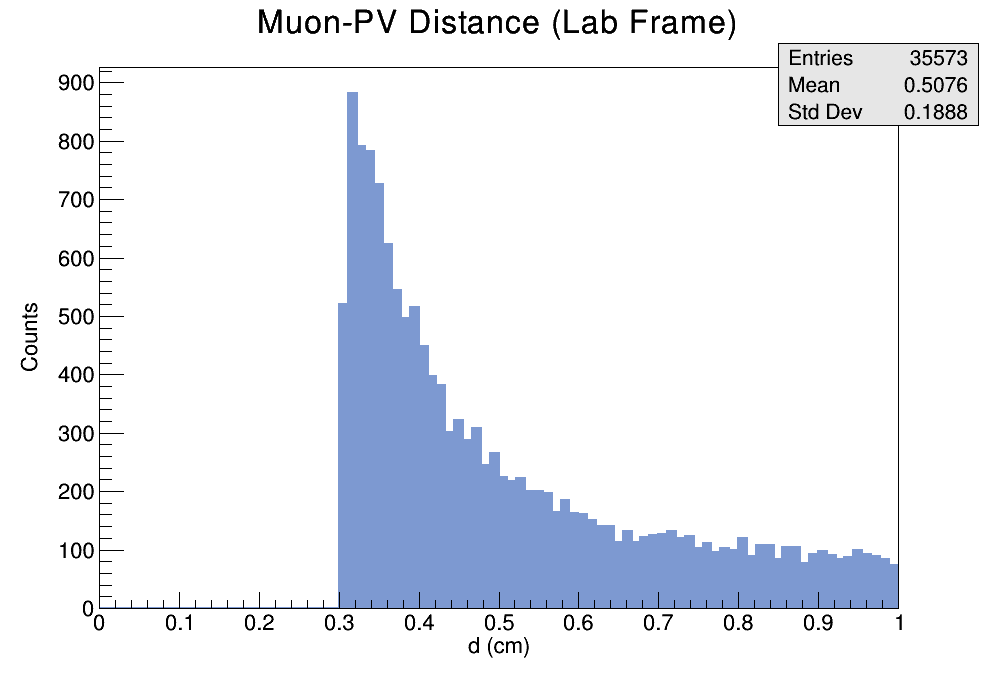 Muon-PV Distance (Lab Frame)
Entries 35573
Mean 0.5076
Std Dev 0.1888
900
800
700
600
500
400
300
200
100
0
Counts
0 0.1 0.2 0.3 0.4 0.5 0.6 0.7 0.8 0.9 1
d (cm)